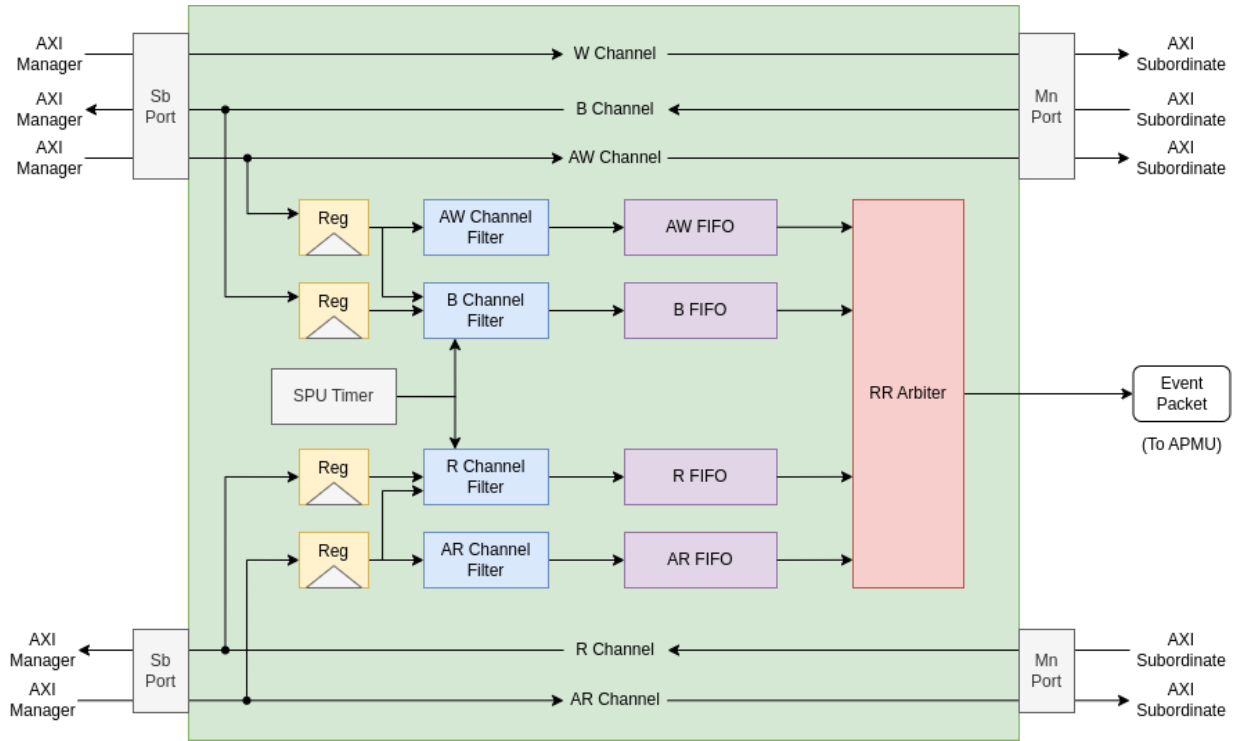 AXI
Manager
Sb
Port
W Channel
Mn
Port
AXI
Subordinate
AXI
Manager
B Channel
AXI
Subordinate
AXI
Manager
AW Channel
AXI
Subordinate
Reg
AW Channel
Filter
AW FIFO
Reg
B Channel
Filter
B FIFO
SPU Timer
RR Arbiter
Event
Packet
(To APMU)
Reg
R Channel
Filter
R FIFO
Reg
AR Channel
Filter
AR FIFO
AXI
Manager
Sb
Port
R Channel
Mn
Port
AXI
Subordinate
AXI
Manager
AR Channel
AXI
Subordinate